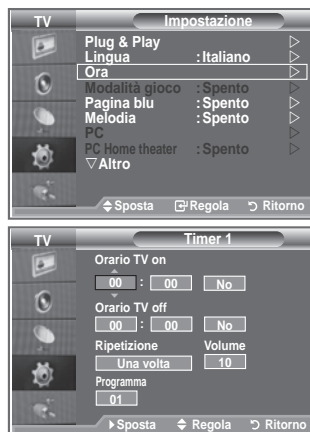 TV Impostazione
Plug & Play
Lingua : Italiano
Ora
Modalità gioco : Spento
Pagina blu : Spento
Melodia : Spento
PC
PC Home theater : Spento
▽Altro
Sposta Regola Ritorno
TV Timer 1
Orario TV on
00 : 00 No
Orario TV off
00 : 00 No
Ripetizione Volume
Una volta 10
Programma
01
Sposta Regola Ritorno